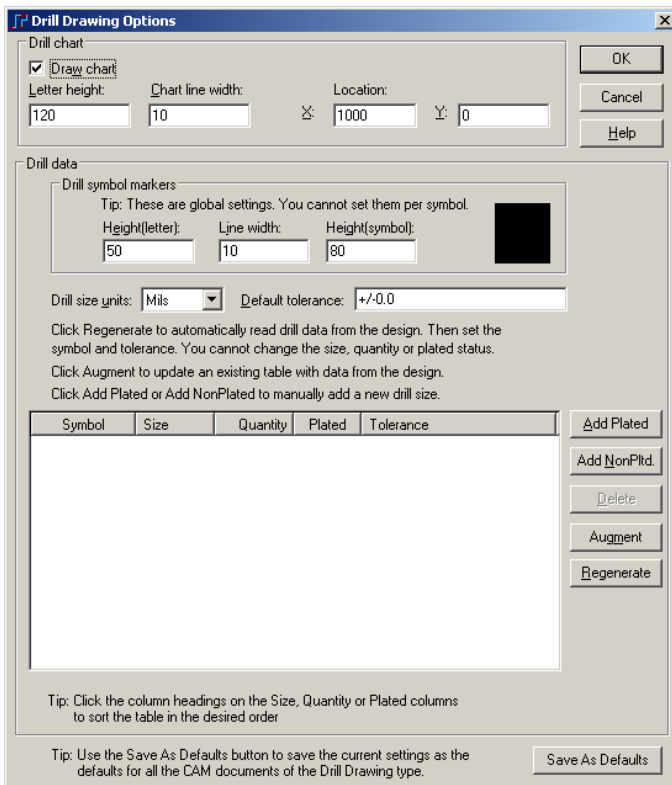 Drill Drawing Options
Drill chart
Draw chart
Letter height: Chart line width: Location:
120 10 X: 1000 Y: 0
OK
Cancel
Help
Drill data
Drill symbol markers
Tip: These are global settings. You cannot set them per symbol.
Height(letter): Line width: Height(symbol):
50 10 80
Drill size units: Mils Default tolerance: +/-0.0
Click Regenerate to automatically read drill data from the design. Then set the
symbol and tolerance. You cannot change the size, quantity or plated status.
Click Augment to update an existing table with data from the design.
Click Add Plated or Add NonPlated to manually add a new drill size.
Symbol Size Quantity Plated Tolerance
Add Plated
Add NonPltd.
Delete
Augment
Regenerate
Tip: Click the column headings on the Size, Quantity or Plated columns
to sort the table in the desired order
Tip: Use the Save As Defaults button to save the current settings as the
defaults for all the CAM documents of the Drill Drawing type.
Save As Defaults